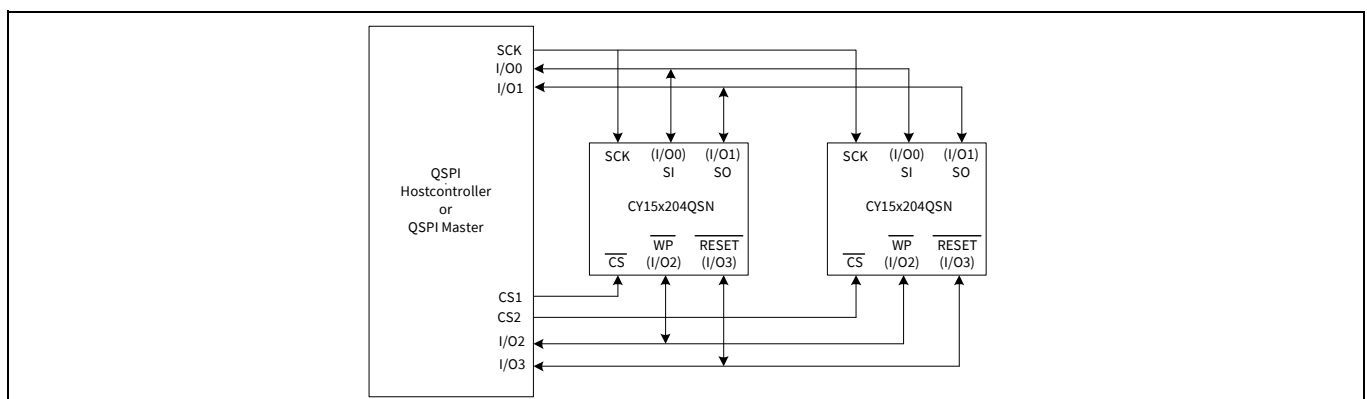 SCK
I/O0
I/O1
QSPI
Hostcontroller
or
QSPI Master
CS1
CS2
I/O2
I/O3
SCK (I/O0) (I/O1)
SI SO
CY15x204QSN
WP RESET
CS (I/O2) (I/O3)
SCK (I/O0) (I/O1)
SI SO
CY15x204QSN
WP RESET
CS (I/O2) (I/O3)